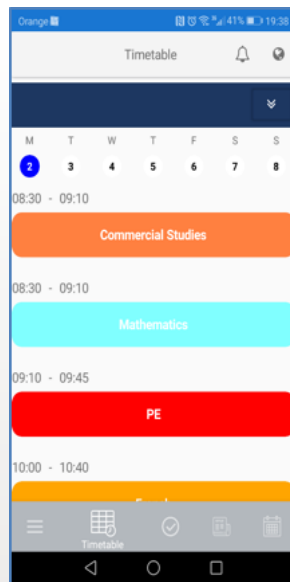 Orange 41% 19:38
Timetable
M T W T F S S
2 3 4 5 6 7 8
08:30 - 09:10
Commercial Studies
08:30 - 09:10
Mathematics
09:10 - 09:45
PE
10:00 - 10:40
Timetable